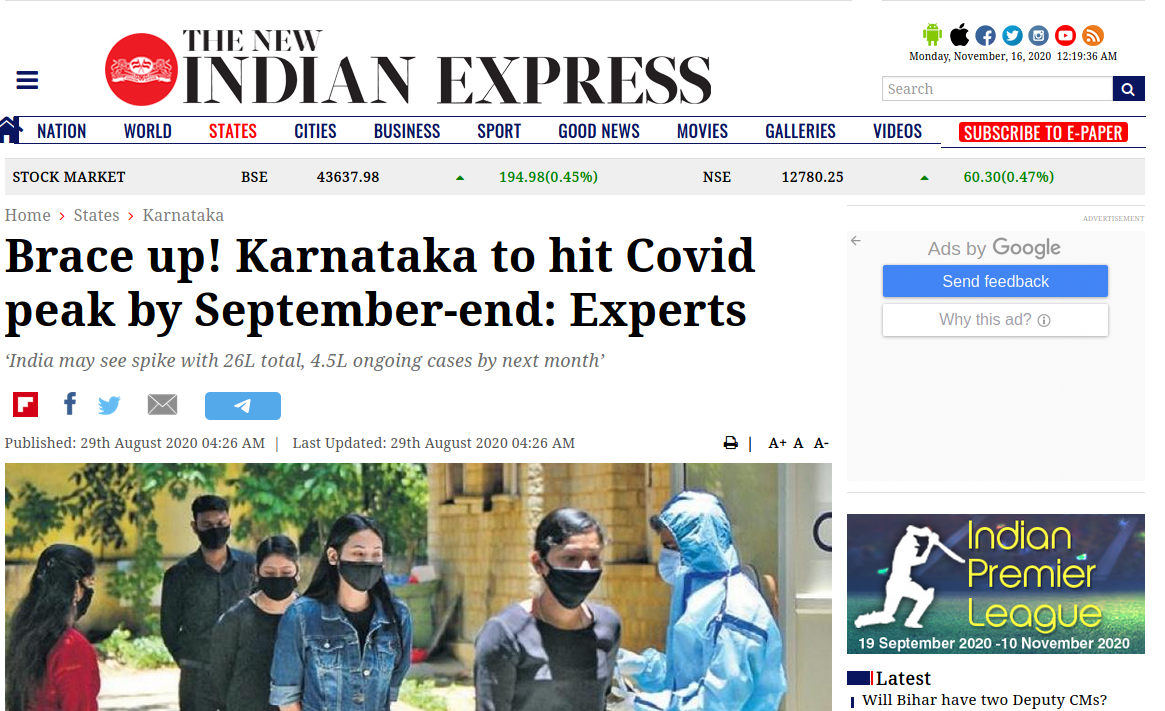 THE NEW
INDIAN EXPRESS
Monday, November, 16, 2020 12:19:36 AM
Search
NATION WORLD STATES CITIES BUSINESS SPORT GOOD NEWS MOVIES GALLERIES VIDEOS SUBSCRIBE TO E-PAPER
STOCK MARKET BSE 43637.98 194.98(0.45%) NSE 12780.25 60.30(0.47%)
Home › States › Karnataka
Brace up! Karnataka to hit Covid
peak by September-end: Experts
‘India may see spike with 26L total, 4.5L ongoing cases by next month’
Published: 29th August 2020 04:26 AM | Last Updated: 29th August 2020 04:26 AM | A+ A A-
ADVERTISEMENT
Ads by Google
Send feedback
Why this ad?
Indian
Premier
League
19 September 2020 -10 November 2020
Latest
Will Bihar have two Deputy CMs?